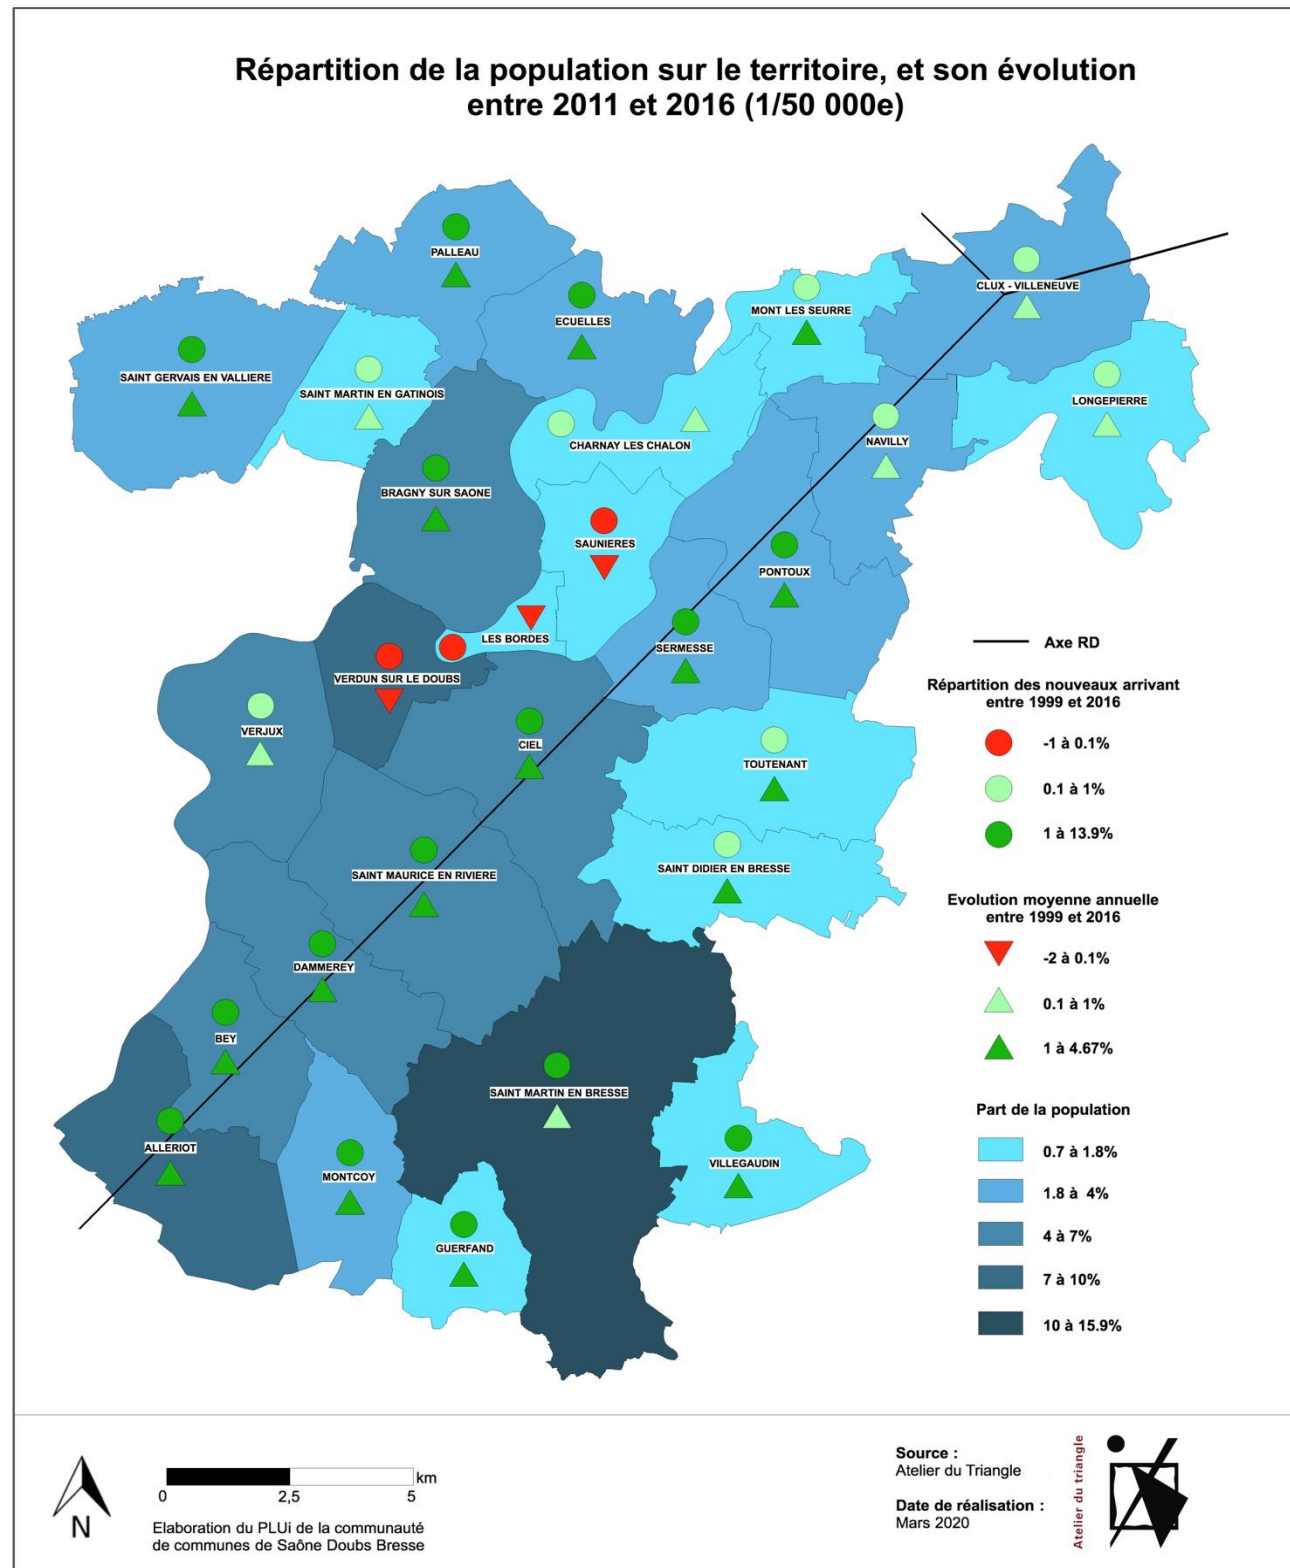 Répartition de la population sur le territoire, et son évolution
entre 2011 et 2016 (1/50 000e)
PALLEAU
CLUX - VILLENEUVE
ECUELLES
MONT LES SEURRE
SAINT GERVAIS EN VALLIERE
SAINT MARTIN EN GATINOIS
LONGEPIERRE
CHARNAY LES CHALON
NAVILLY
BRAGNY SUR SAONE
SAUNIERES
PONTOUX
LES BORDES
SERMESSE
VERDUN SUR LE DOUBS
VERJUX
CIEL
TOUTENANT
SAINT MAURICE EN RIVIERE
SAINT DIDIER EN BRESSE
DAMMEREY
BEY
SAINT MARTIN EN BRESSE
ALLERIOT
MONTCOY
VILLEGAUDIN
GUERFAND
Axe RD
Répartition des nouveaux arrivant
entre 1999 et 2016
-1 à 0.1%
0.1 à 1%
1 à 13.9%
Evolution moyenne annuelle
entre 1999 et 2016
-2 à 0.1%
0.1 à 1%
1 à 4.67%
Part de la population
0.7 à 1.8%
1.8 à 4%
4 à 7%
7 à 10%
10 à 15.9%
N
km
0 2,5 5
Elaboration du PLUi de la communauté
de communes de Saône Doubs Bresse
Source :
Atelier du Triangle
Date de réalisation :
Mars 2020
Atelier du triangle